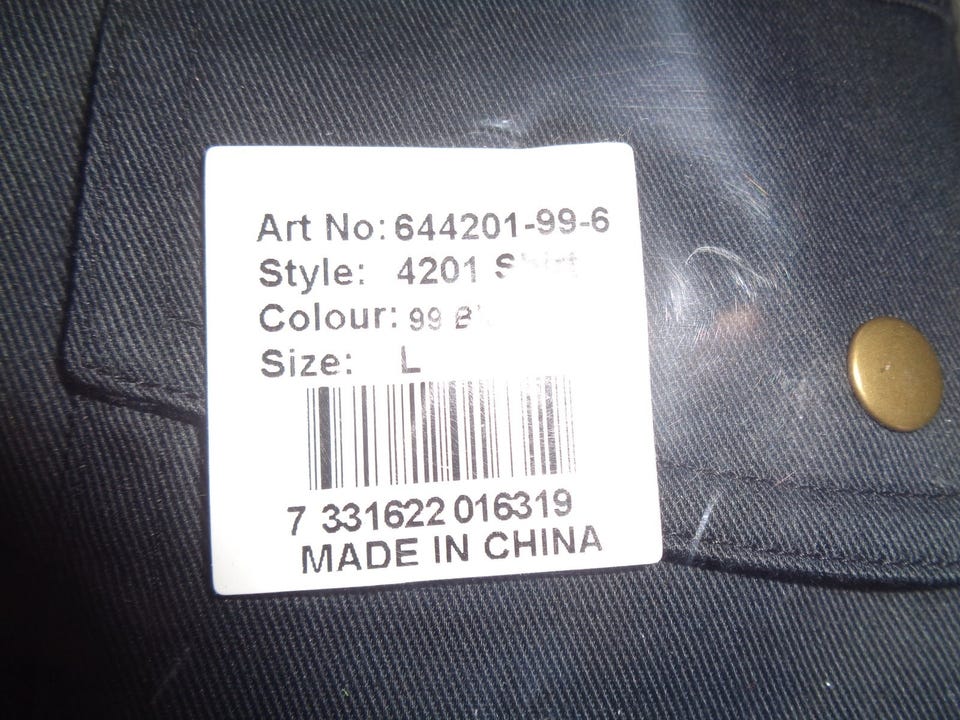 Art No: 644201-99-6
Style: 4201
Colour: 99
Size: L
7 331622 016319
MADE IN CHINA